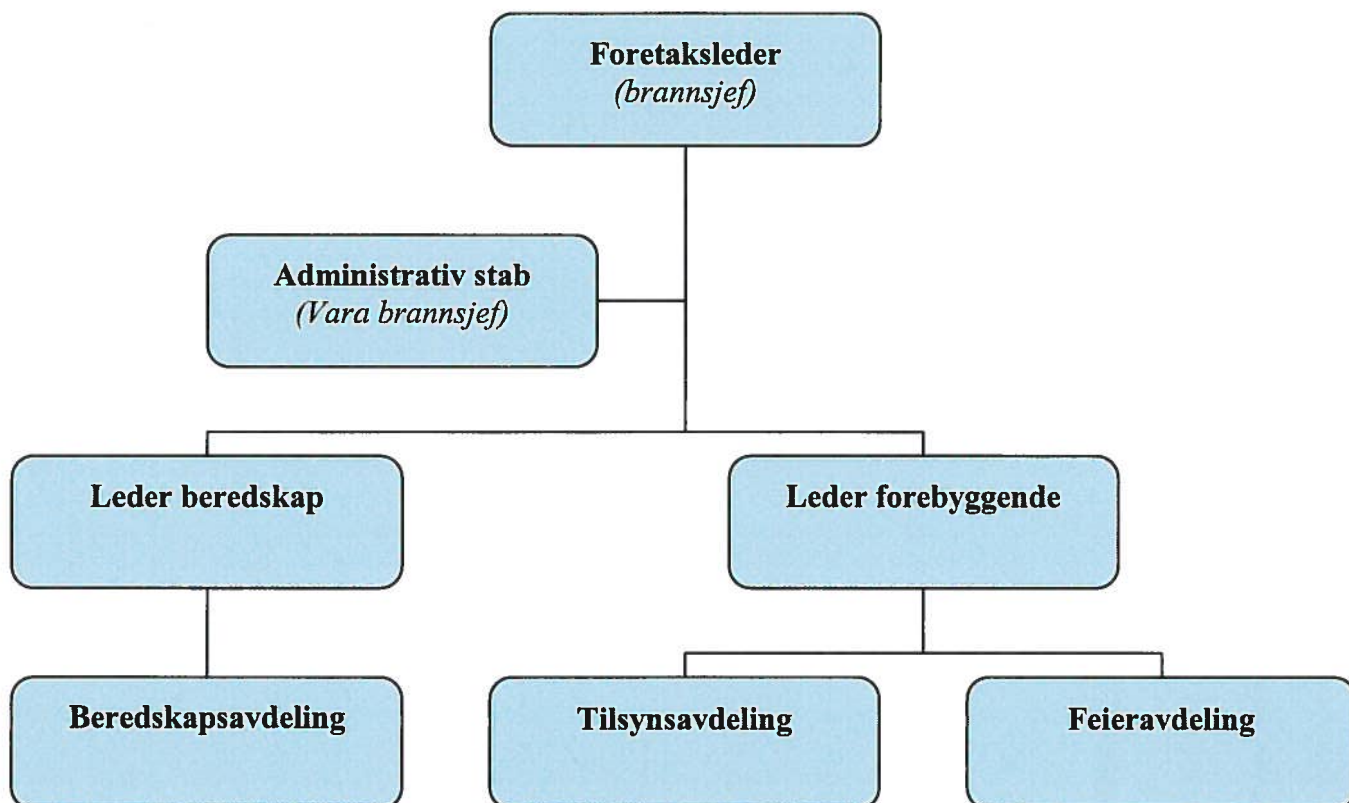 Foretaksleder
(brannsjef)
Administrativ stab
(Vara brannsjef)
Leder beredskap
Leder forebyggende
Beredskapsavdeling
Tilsynsavdeling
Feieravdeling